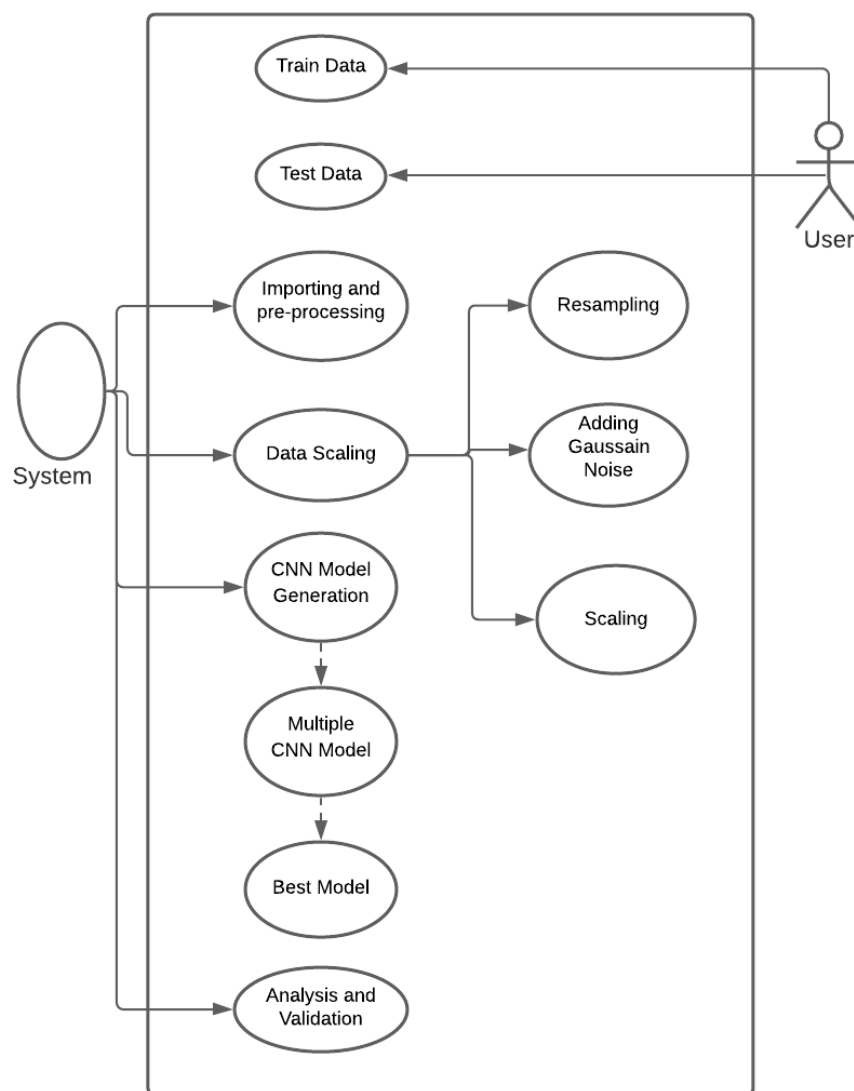 Train Data
Test Data
User
Importing and
pre-processing
Resampling
System
Data Scaling
Adding
Gaussain
Noise
CNN Model
Generation
Scaling
Multiple
CNN Model
Best Model
Analysis and
Validation